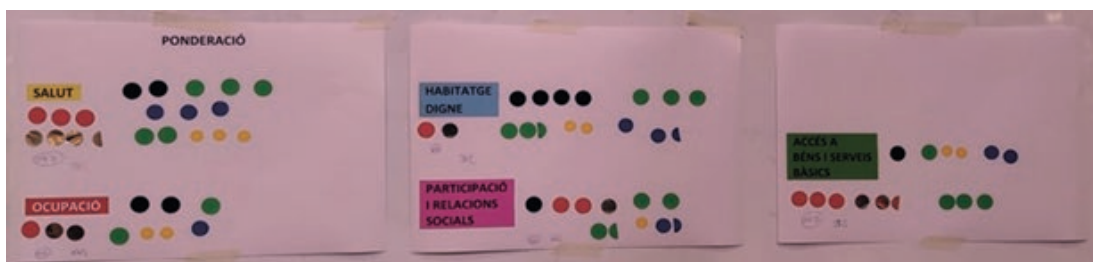 PONDERACIÓ
SALUT
OCUPACIÓ
HABITATGE
DIGNE
PARTICIPACIÓ
I RELACIONS
SOCIALS
ACCÉS A
BÉNS I SERVEIS
BÀSICS